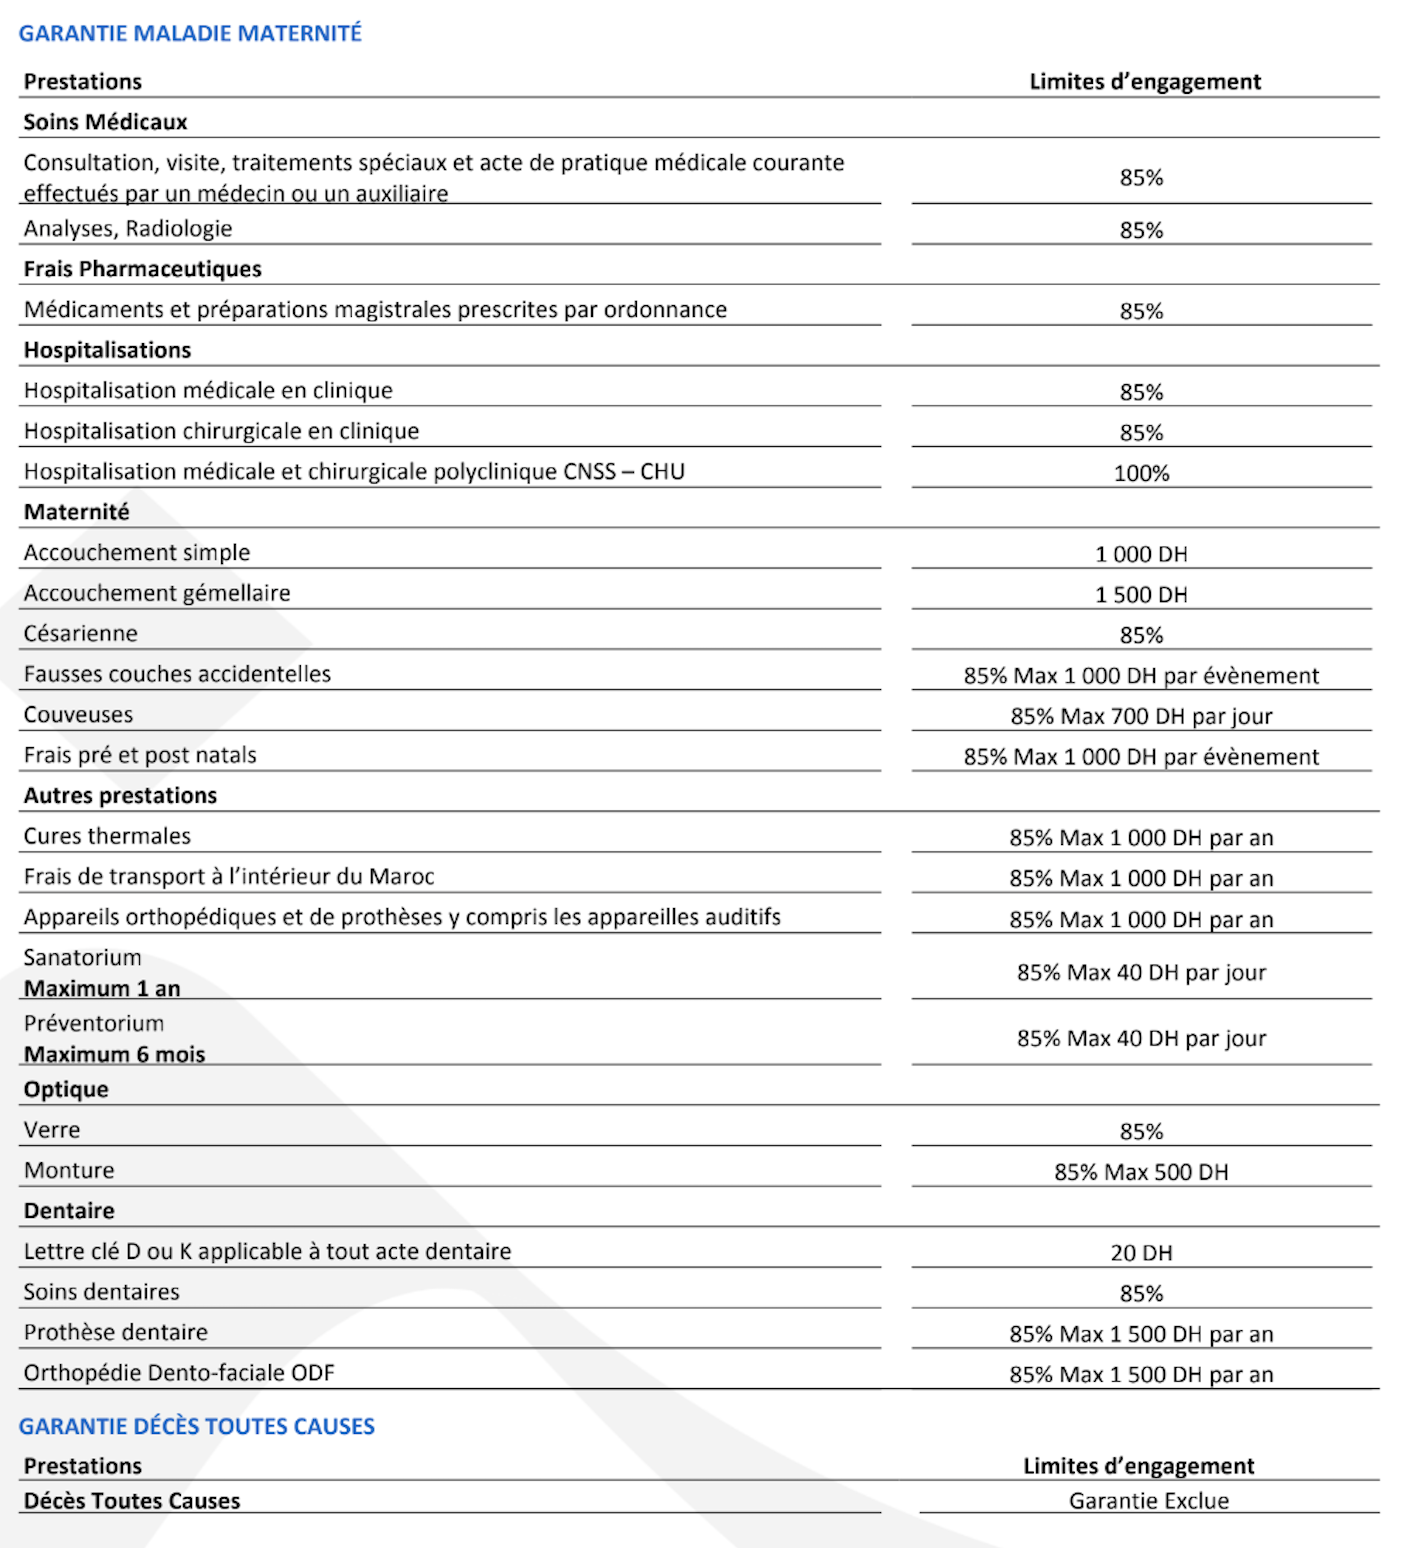 GARANTIE MALADIE MATERNITÉ
Prestations Limites d’engagement
Soins Médicaux
Consultation, visite, traitements spéciaux et acte de pratique médicale courante
effectués par un médecin ou un auxiliaire 85%
Analyses, Radiologie 85%
Frais Pharmaceutiques
Médicaments et préparations magistrales prescrites par ordonnance 85%
Hospitalisations
Hospitalisation médicale en clinique 85%
Hospitalisation chirurgicale en clinique 85%
Hospitalisation médicale et chirurgicale polyclinique CNSS – CHU 100%
Maternité
Accouchement simple 1 000 DH
Accouchement gémellaire 1 500 DH
Césarienne 85%
Fausses couches accidentelles 85% Max 1 000 DH par évènement
Couveuses 85% Max 700 DH par jour
Frais pré et post natals 85% Max 1 000 DH par évènement
Autres prestations
Cures thermales 85% Max 1 000 DH par an
Frais de transport à l’intérieur du Maroc 85% Max 1 000 DH par an
Appareils orthopédiques et de prothèses y compris les appareilles auditifs 85% Max 1 000 DH par an
Sanatorium
Maximum 1 an 85% Max 40 DH par jour
Préventorium
Maximum 6 mois 85% Max 40 DH par jour
Optique
Verre 85%
Monture 85% Max 500 DH
Dentaire
Lettre clé D ou K applicable à tout acte dentaire 20 DH
Soins dentaires 85%
Prothèse dentaire 85% Max 1 500 DH par an
Orthopédie Dento-faciale ODF 85% Max 1 500 DH par an
GARANTIE DÉCÈS TOUTES CAUSES
Prestations Limites d’engagement
Décès Toutes Causes Garantie Exclue